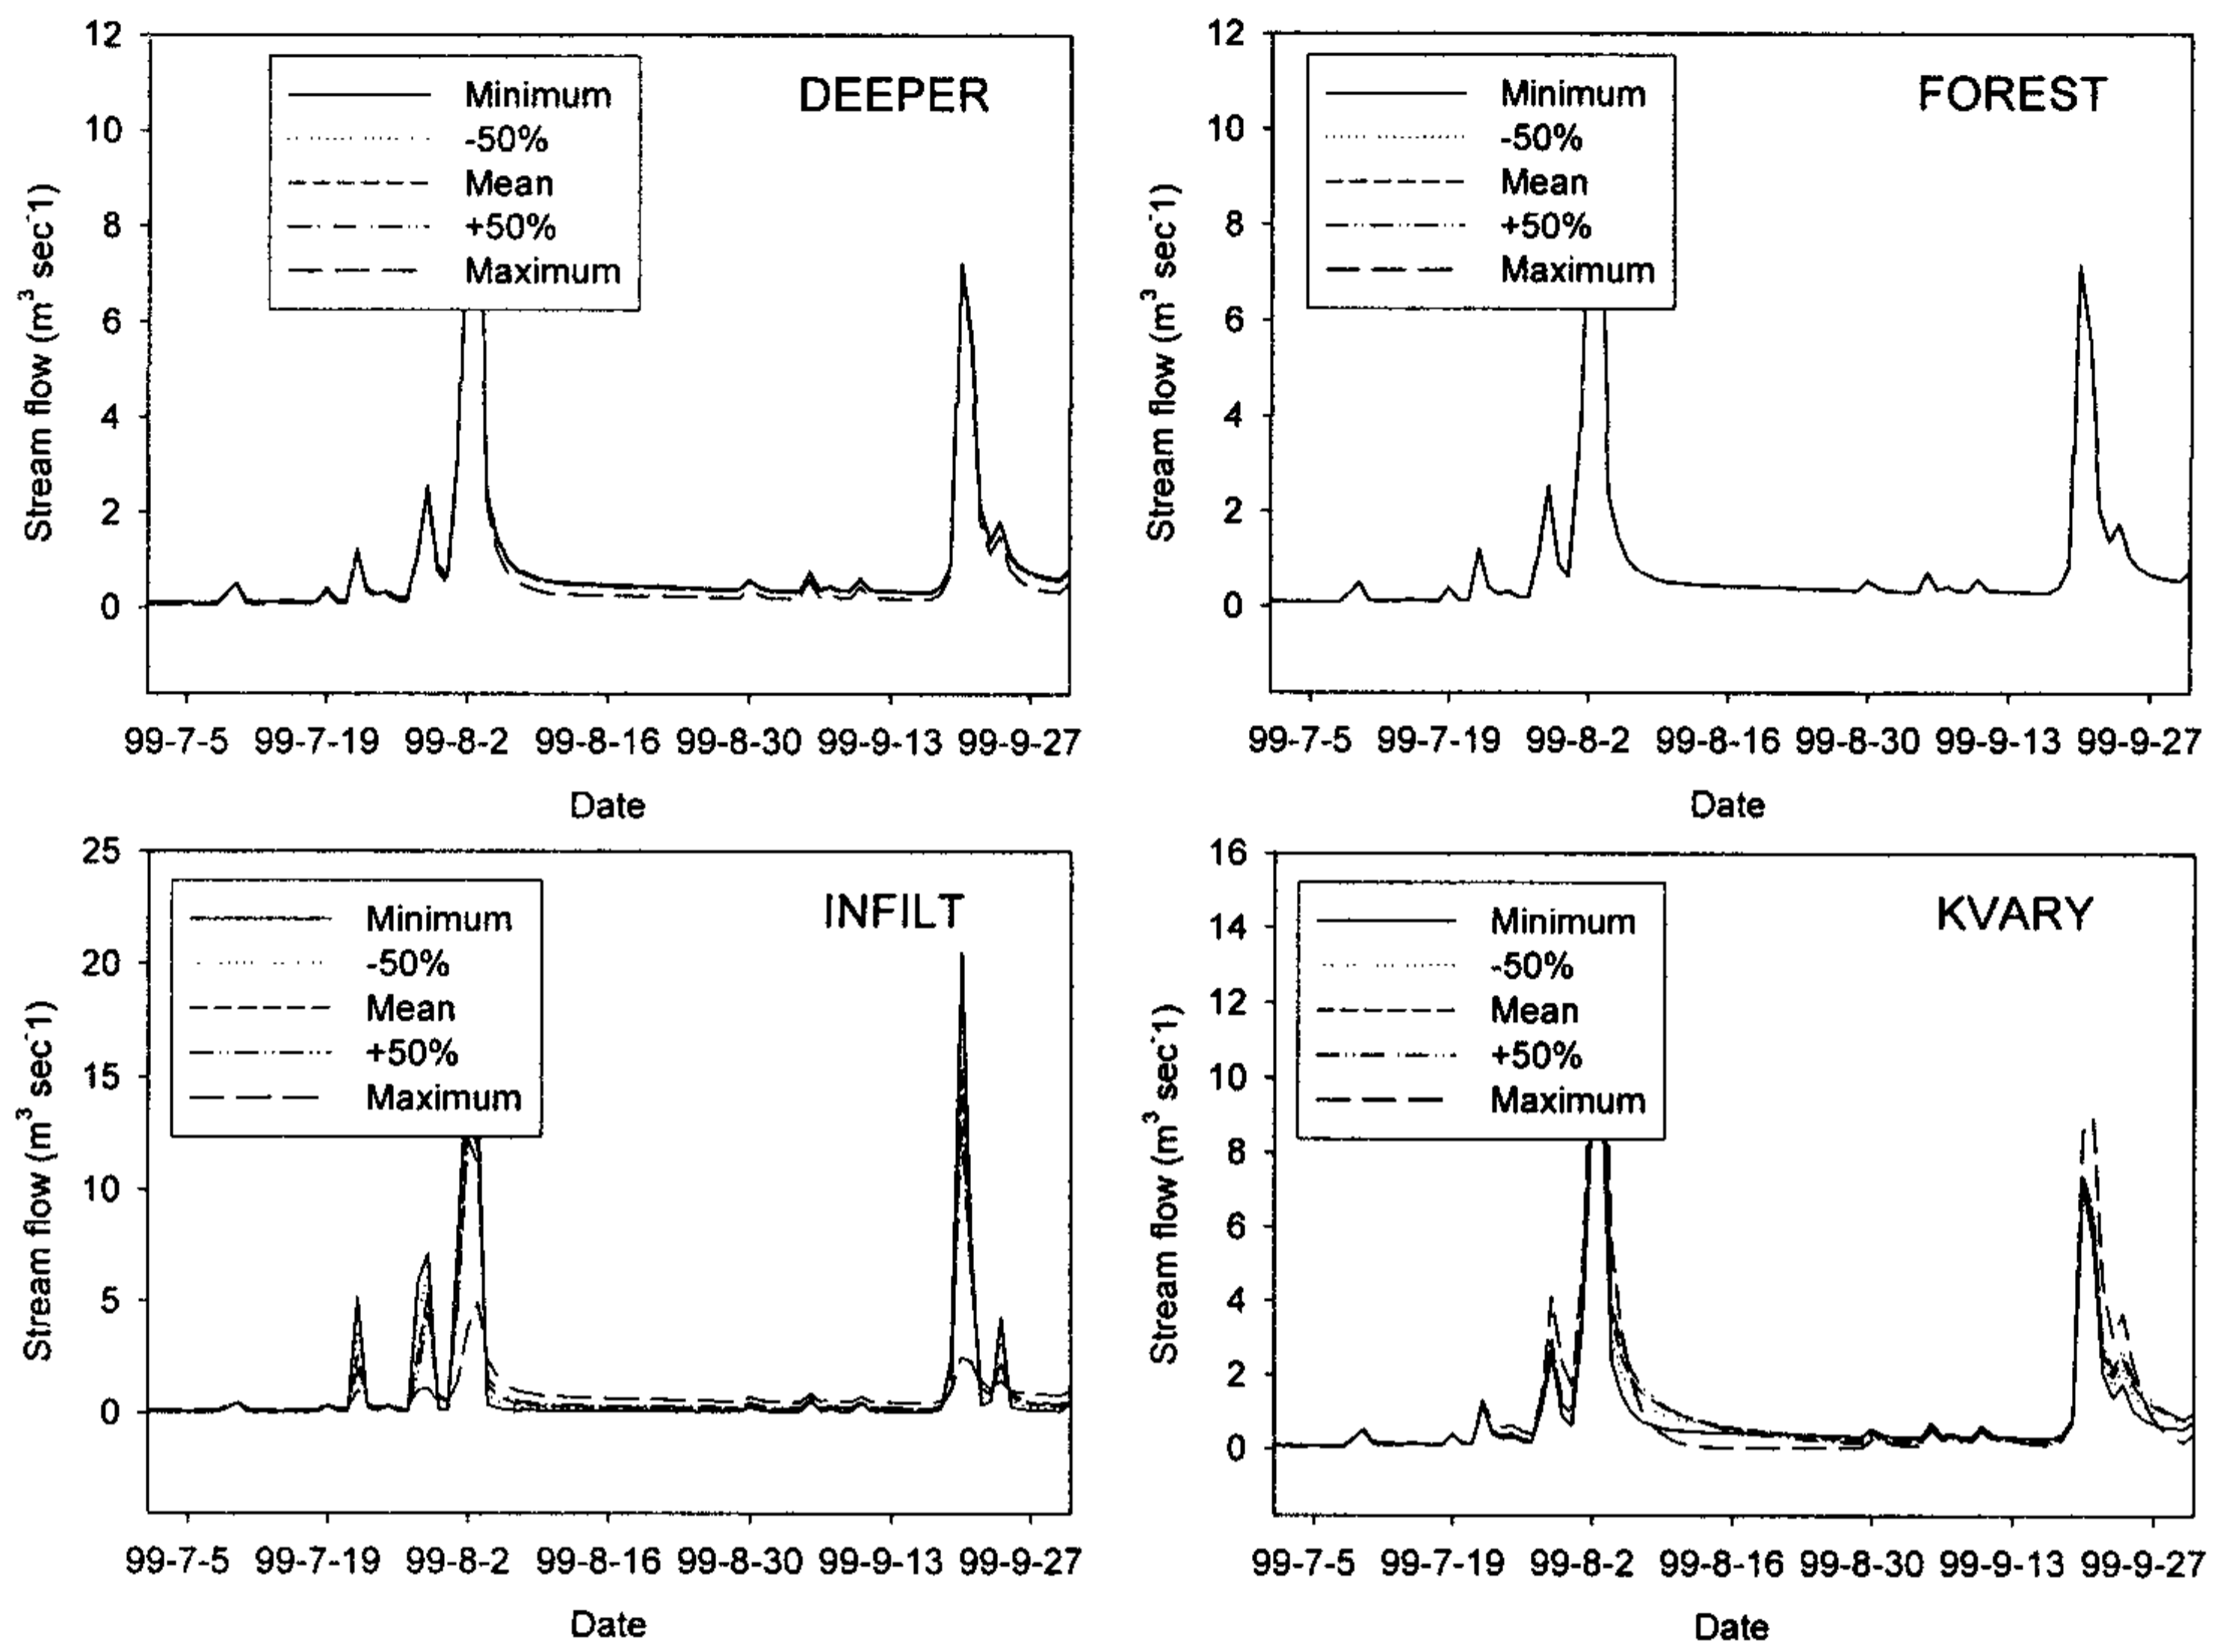 12
10
8
6
4
2
0
Stream flow (m³ sec⁻1)
Minimum
-50%
Mean
+50%
Maximum
DEEPER
99-7-5 99-7-19 99-8-2 99-8-16 99-8-30 99-9-13 99-9-27
Date
12
10
8
6
4
2
0
Stream flow (m³ sec⁻1)
Minimum
-50%
Mean
+50%
Maximum
FOREST
99-7-5 99-7-19 99-8-2 99-8-16 99-8-30 99-9-13 99-9-27
Date
25
20
15
10
5
0
Stream flow (m³ sec⁻1)
Minimum
-50%
Mean
+50%
Maximum
INFILT
99-7-5 99-7-19 99-8-2 99-8-16 99-8-30 99-9-13 99-9-27
Date
16
14
12
10
8
6
4
2
0
Stream flow (m³ sec⁻1)
Minimum
-50%
Mean
+50%
Maximum
KVARY
99-7-5 99-7-19 99-8-2 99-8-16 99-8-30 99-9-13 99-9-27
Date